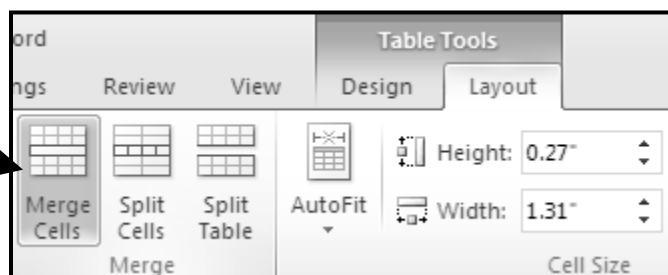 ord Table Tools
ngs Review View Design Layout
Merge Cells Split Cells Split Table AutoFit Height: 0.27"
Width: 1.31"
Merge Cell Size